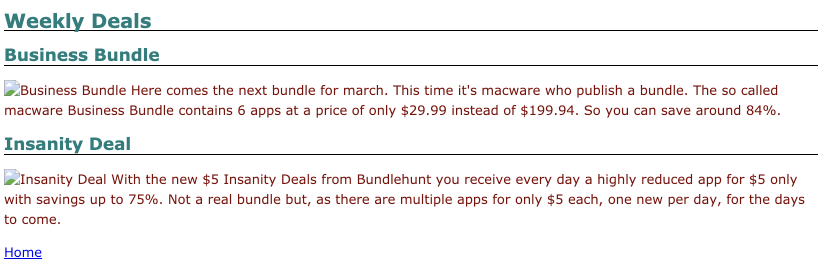 Weekly Deals
Business Bundle
Business Bundle Here comes the next bundle for march. This time it's macware who publish a bundle. The so called
macware Business Bundle contains 6 apps at a price of only $29.99 instead of $199.94. So you can save around 84%.
Insanity Deal
Insanity Deal With the new $5 Insanity Deals from Bundlehunt you receive every day a highly reduced app for $5 only
with savings up to 75%. Not a real bundle but, as there are multiple apps for only $5 each, one new per day, for the days
to come.
Home